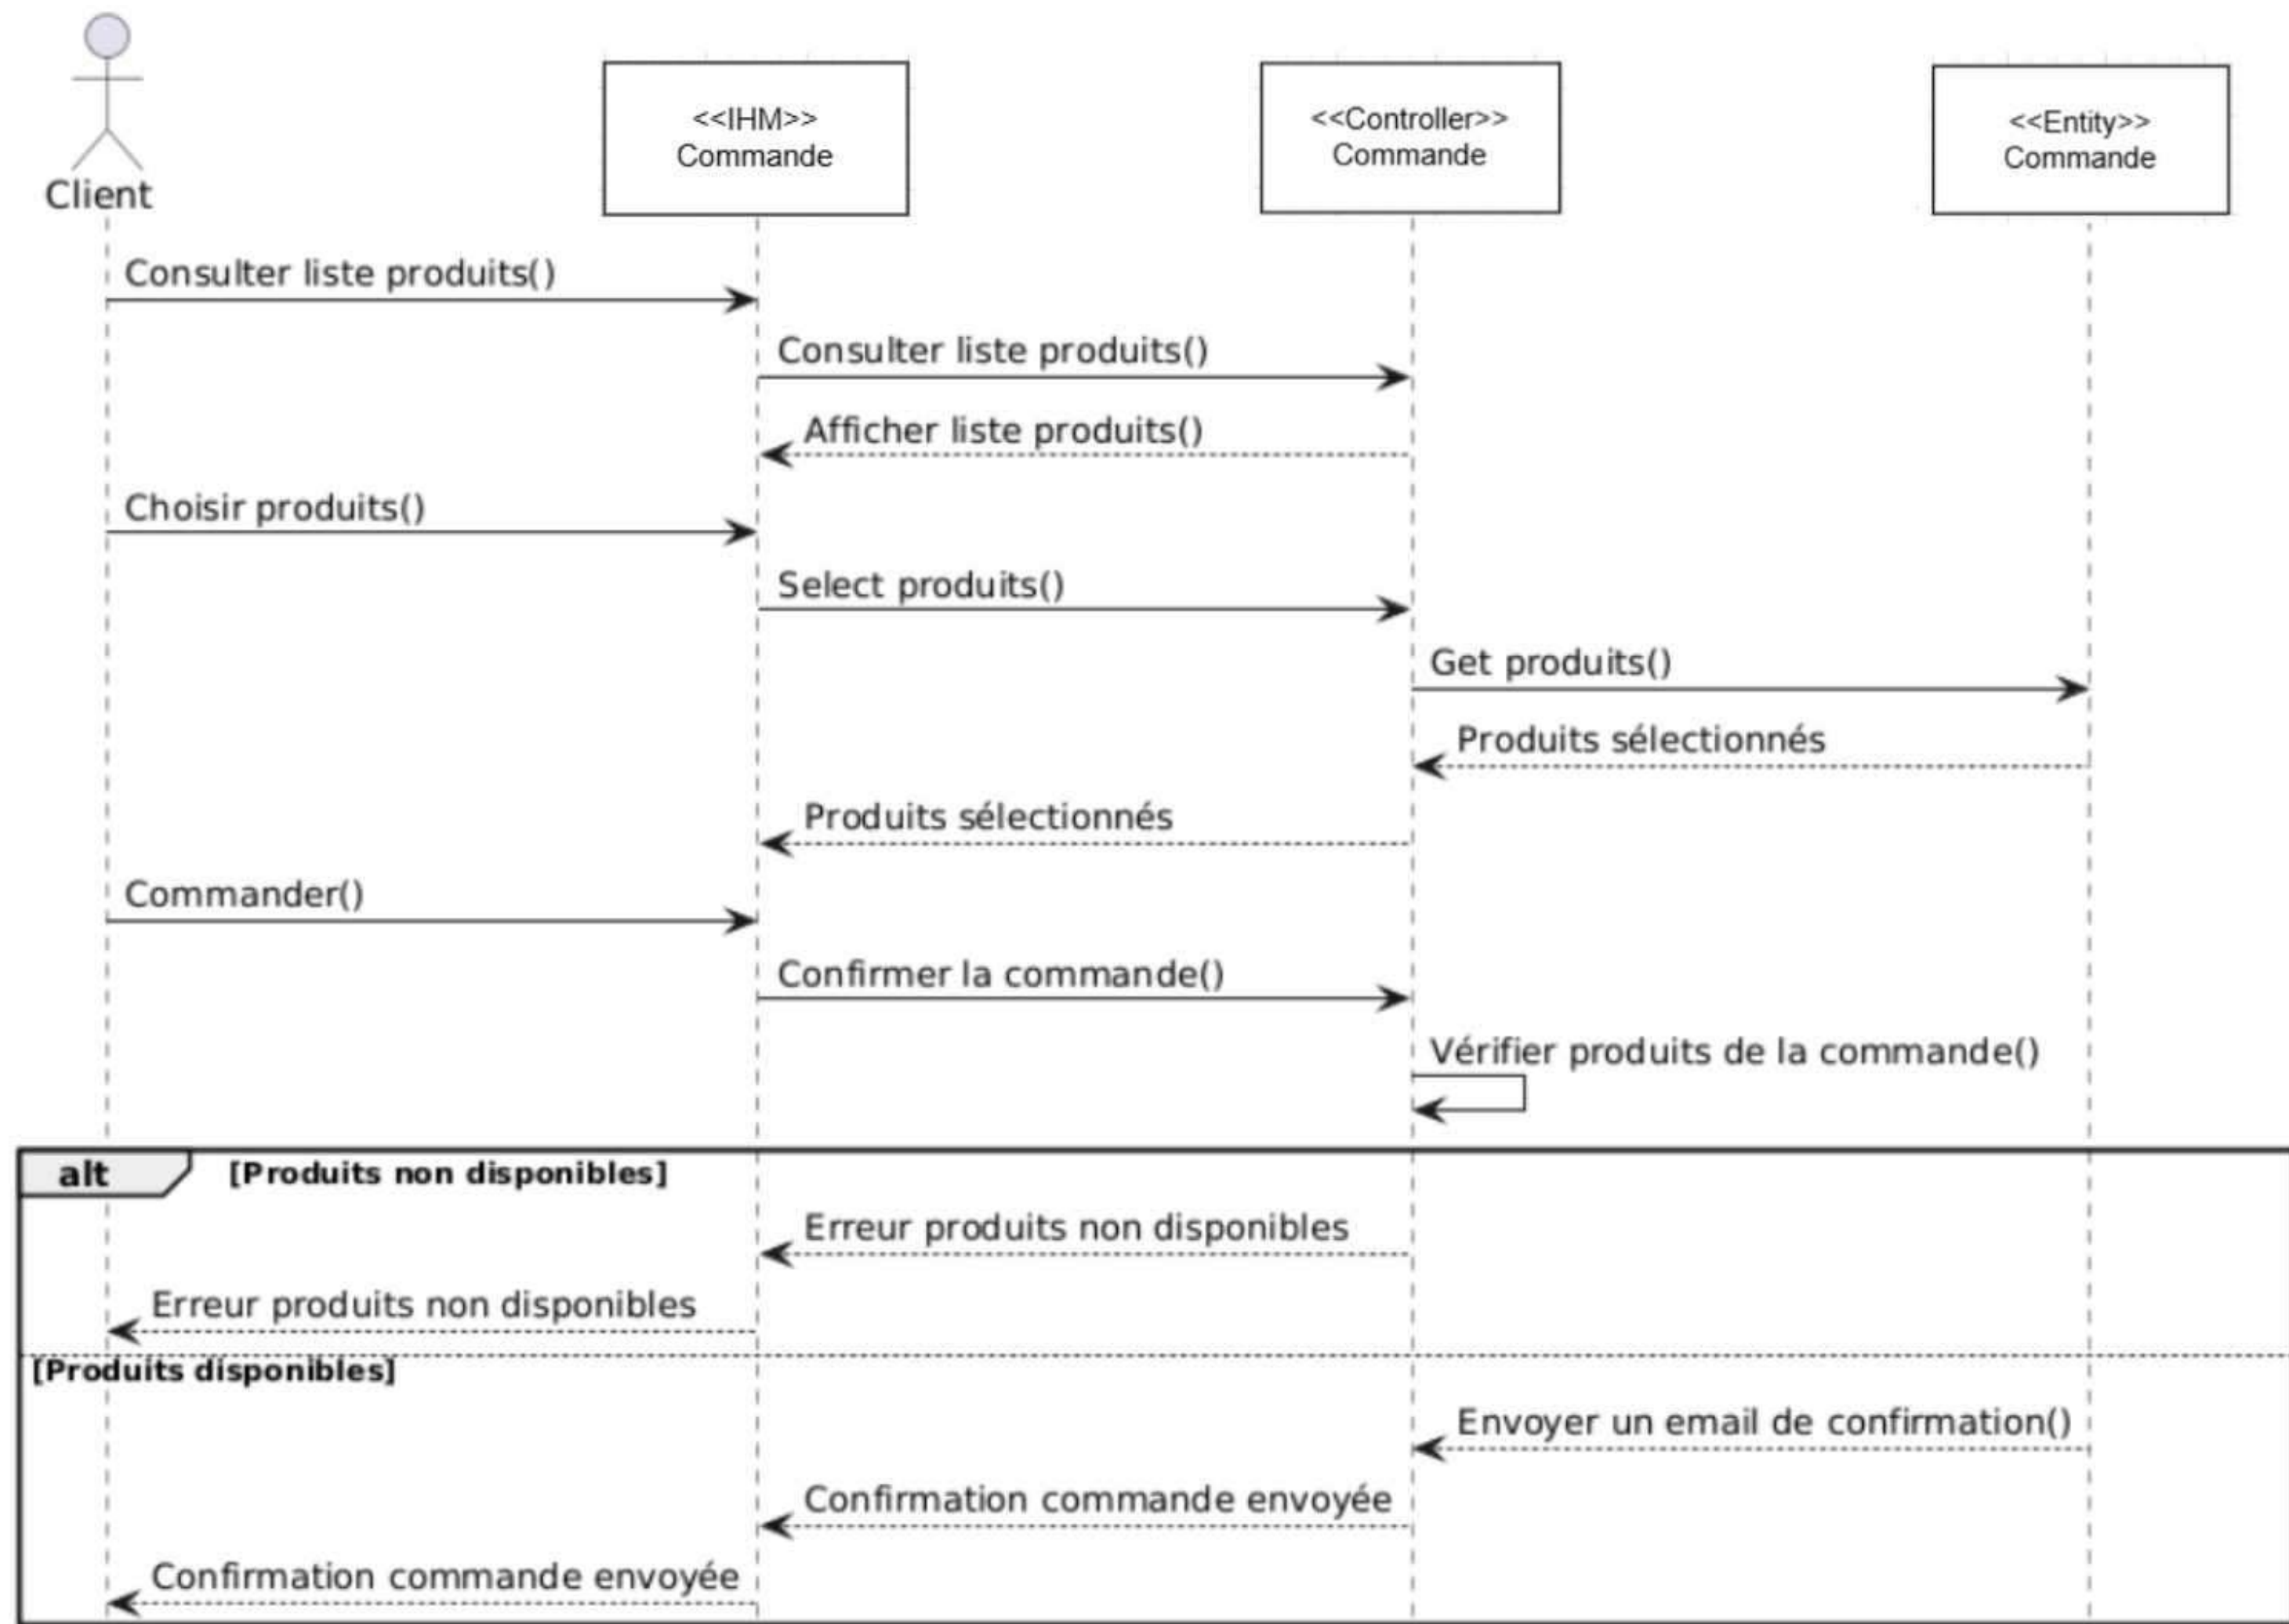 Client
<<IHM>>
Commande
<<Controller>>
Commande
<<Entity>>
Commande
Consulter liste produits()
Consulter liste produits()
Afficher liste produits()
Choisir produits()
Select produits()
Get produits()
Produits sélectionnés
Produits sélectionnés
Commander()
Confirmer la commande()
Vérifier produits de la commande()
alt [Produits non disponibles]
Erreur produits non disponibles
Erreur produits non disponibles
[Produits disponibles]
Envoyer un email de confirmation()
Confirmation commande envoyée
Confirmation commande envoyée